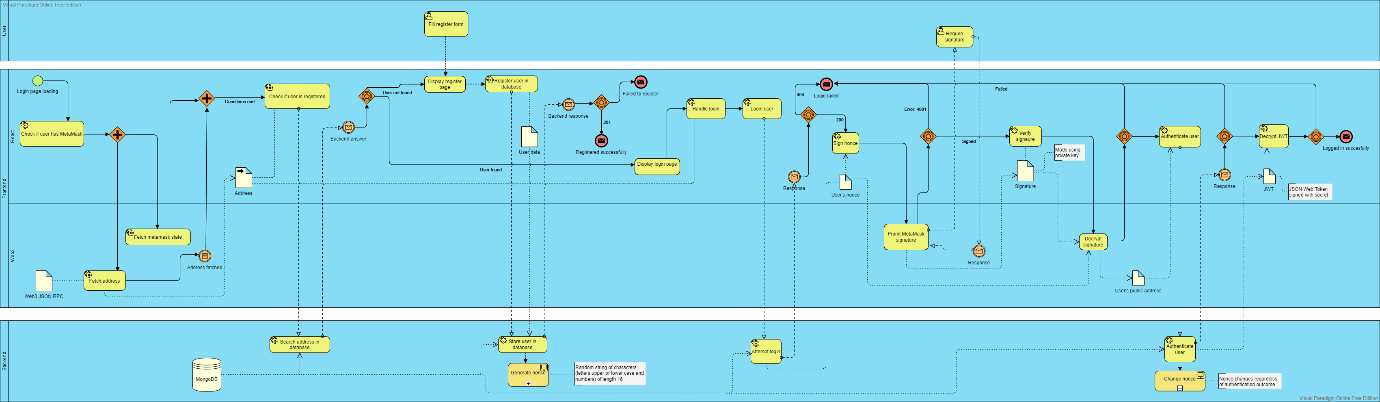 Visual Paradigm Online Free Edition
User
Fill register form
Require
signature
React
Frontend
Login page loading
Check if user has MetaMask
Conditions met
Check if user is registered
Address
Backend answer
User not found
User found
Display register
page
Register user in
database
User data
Backend response
Failed to register
201
Registered successfully
Display login page
Handle login
Login user
Login failed
404
200
Response
Sign nonce
User's nonce
Error: 4001
Signed
Failed
Verify
signature
Signature
Made using
private key
Authenticate user
Response
Decrypt JWT
JWT
JSON Web Token
signed with secret
Logged in succesfully
Fetch metamask state
Fetch address
Address fetched
Web3 JSON RPC
MetaMask
signature
Response
Decrypt
signature
User's public address
Backend
MongoDB
Search address in
database
Store user in
database
Generate nonce
Random string of characters
(letters upper or lower case and
numbers) of length 16
Attempt login
Authenticate
user
Change nonce
Nonce changes regardless
of authentication outcome
Visual Paradigm Online Free Edition